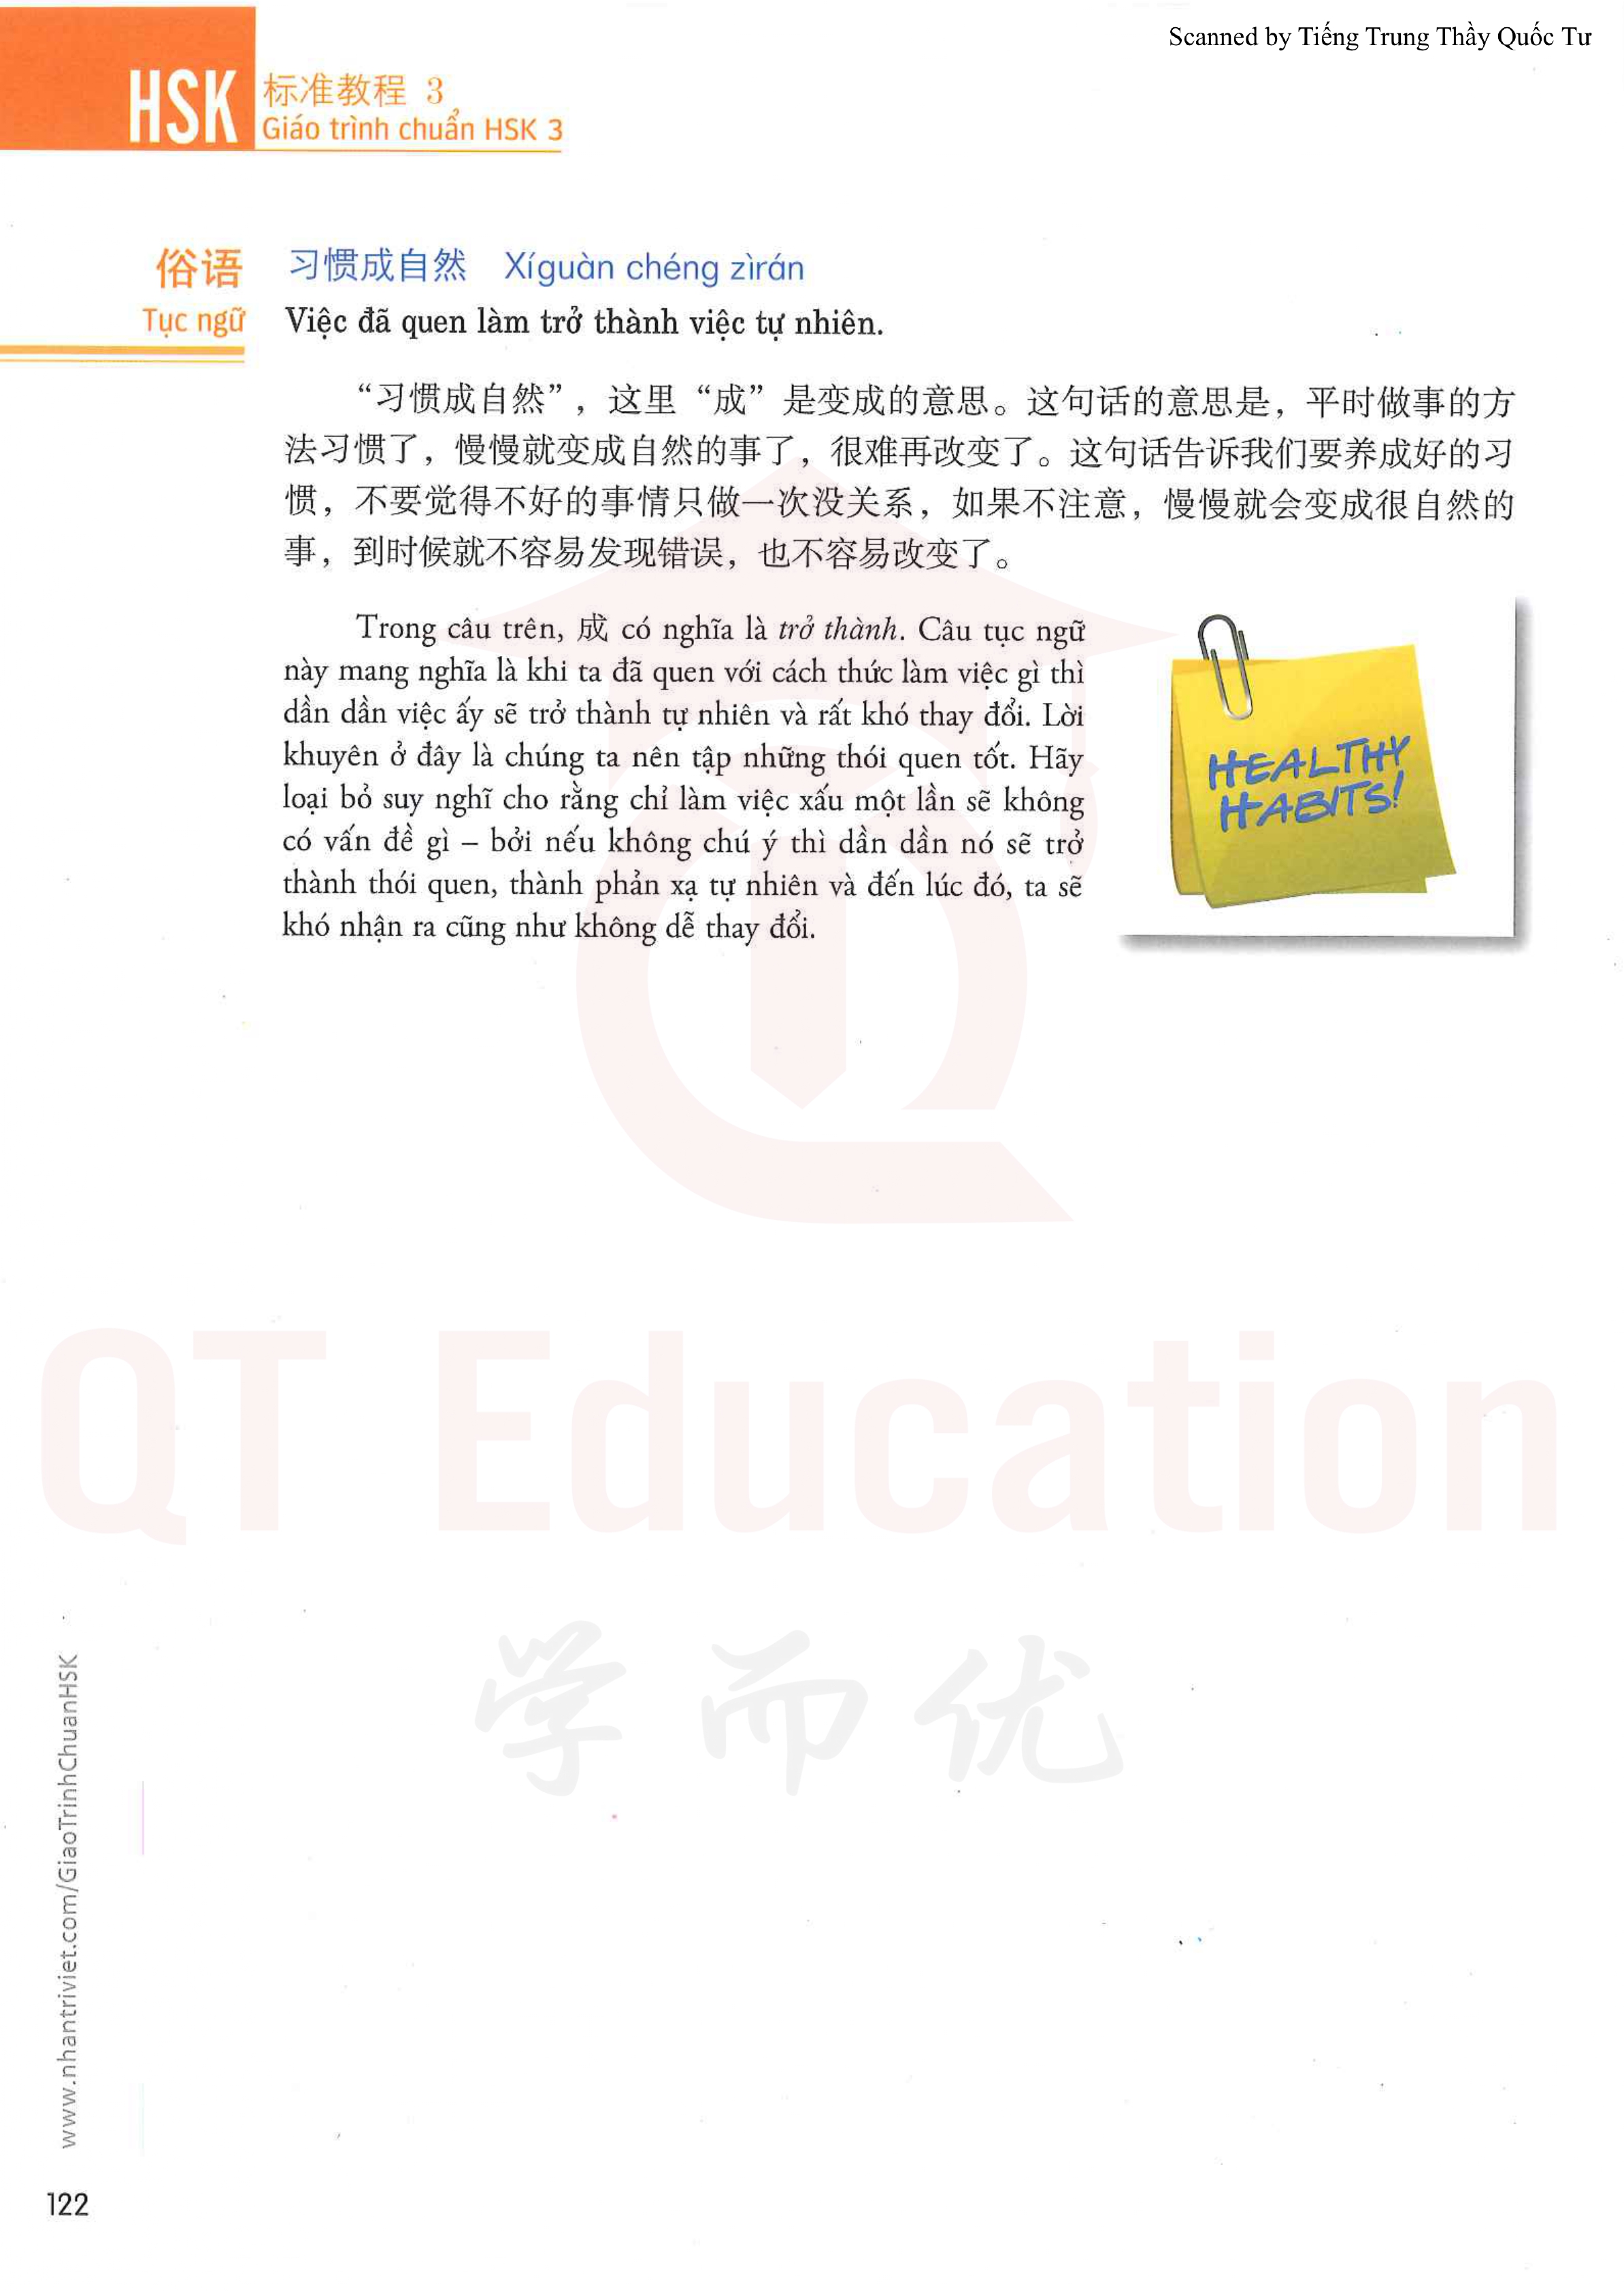 Scanned by Tiếng Trung Thầy Quốc Tư
HSK
标准教程 3
Giáo trình chuẩn HSK 3
俗语
Tục ngữ
习惯成自然 Xíguàn chéng zìrán
Việc đã quen làm trở thành việc tự nhiên.
“习惯成自然”，这里“成”是变成的意思。这句话的意思是，平时做事的方
法习惯了，慢慢就变成自然的事了，很难再改变了。这句话告诉我们要养成好的习
惯，不要觉得不好的事情只做一次没关系，如果不注意，慢慢就会变成很自然的
事，到时候就不容易发现错误，也不容易改变了。
Trong câu trên, 成 có nghĩa là trở thành. Câu tục ngữ
này mang nghĩa là khi ta đã quen với cách thức làm việc gì thì
dần dần việc ấy sẽ trở thành tự nhiên và rất khó thay đổi. Lời
khuyên ở đây là chúng ta nên tập những thói quen tốt. Hãy
loại bỏ suy nghĩ cho rằng chỉ làm việc xấu một lần sẽ không
có vấn đề gì – bởi nếu không chú ý thì dần dần nó sẽ trở
thành thói quen, thành phản xạ tự nhiên và đến lúc đó, ta sẽ
khó nhận ra cũng như không dễ thay đổi.
HEALTHY
HABITS!
QT Education
学而优
www.nhantriviet.com/GiaoTrinhChuanHSK
122